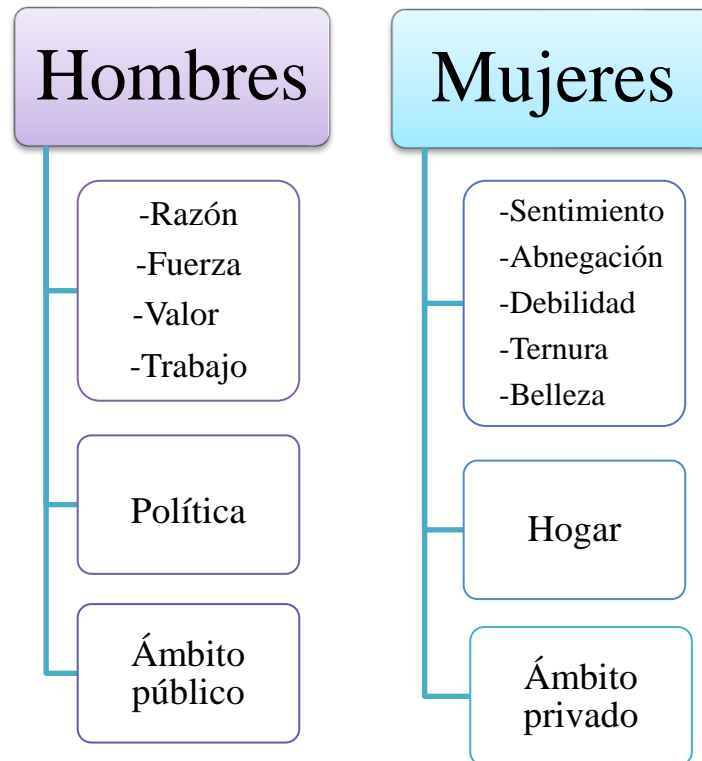 Hombres
-Razón
-Fuerza
-Valor
-Trabajo
Política
Ámbito
público
Mujeres
-Sentimiento
-Abnegación
-Debilidad
-Ternura
-Belleza
Hogar
Ámbito
privado